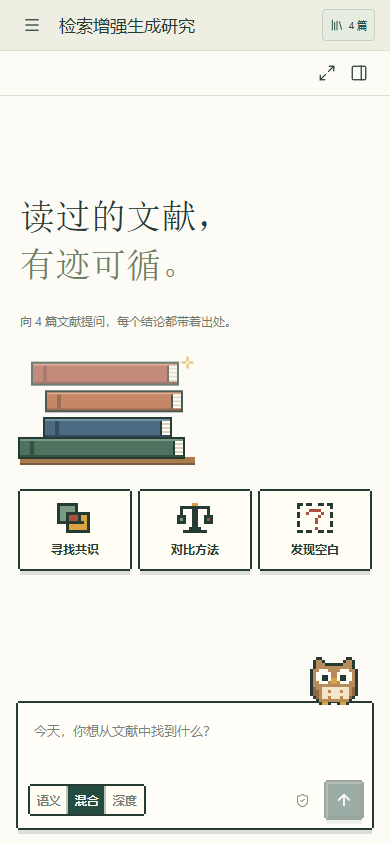 检索增强生成研究
4 篇
读过的文献，
有迹可循。
向 4 篇文献提问，每个结论都带着出处。
寻找共识
对比方法
发现空白
今天，你想从文献中找到什么？
语义
混合
深度